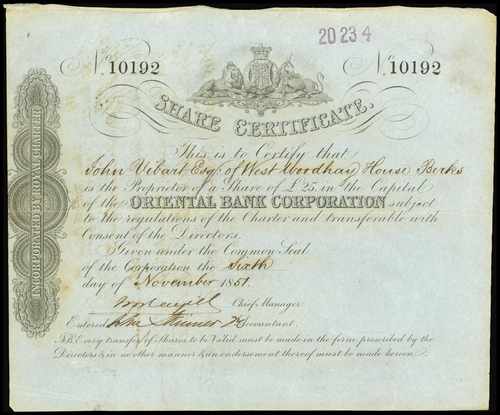 20 23 4
No. 10192
No. 10192
SHARE CERTIFICATE.
This is to Certify that
John Vibart Esqr. of West Woodhay House Berks
is the Proprietor of a Share of £25, in the Capital
of the ORIENTAL BANK CORPORATION subject
to the regulations of the Charter and transferable with
Consent of the Directors.
Given under the Common Seal
of the Corporation the Sixth
day of November 1851.
Chief Manager.
Entered John Accountant.
N.B. Every transfer of Shares to be Valid must be made in the form prescribed by the
Directors & in no other manner & an endorsement thereof must be made hereon.
INCORPORATED BY ROYAL CHARTER